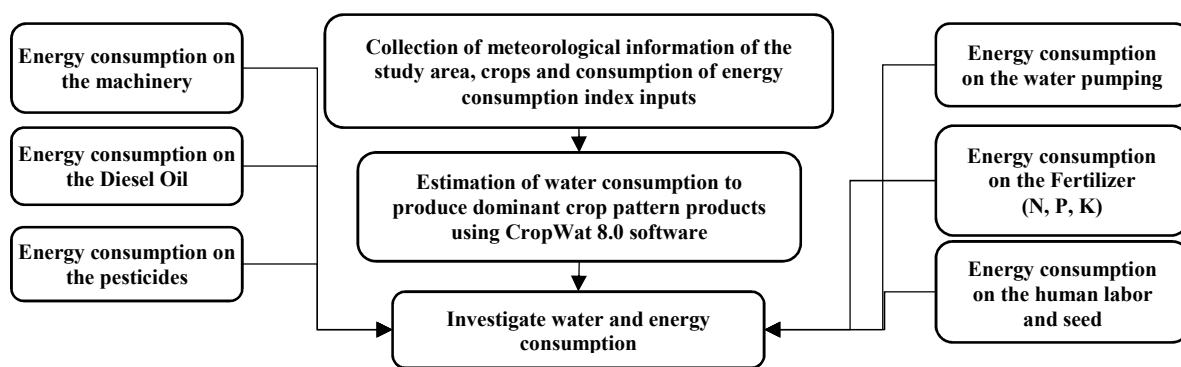 Energy consumption on
the machinery
Energy consumption on
the Diesel Oil
Energy consumption on
the pesticides
Collection of meteorological information of the
study area, crops and consumption of energy
consumption index inputs
Estimation of water consumption to
produce dominant crop pattern products
using CropWat 8.0 software
Investigate water and energy
consumption
Energy consumption
on the water pumping
Energy consumption
on the Fertilizer
(N, P, K)
Energy consumption
on the human labor
and seed